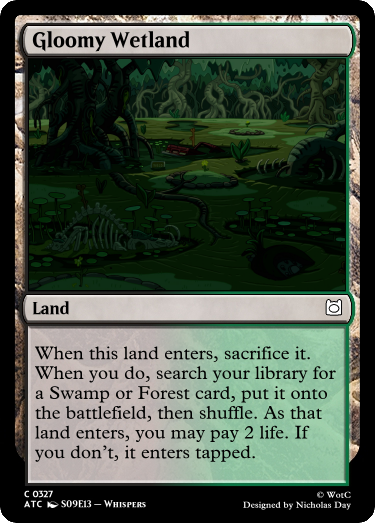 Gloomy Wetland
Land
When this land enters, sacrifice it.
When you do, search your library for
a Swamp or Forest card, put it onto
the battlefield, then shuffle. As that
land enters, you may pay 2 life. If
you don't, it enters tapped.
C 0327
© WotC
ATC S09E13 — Whispers
Designed by Nicholas Day